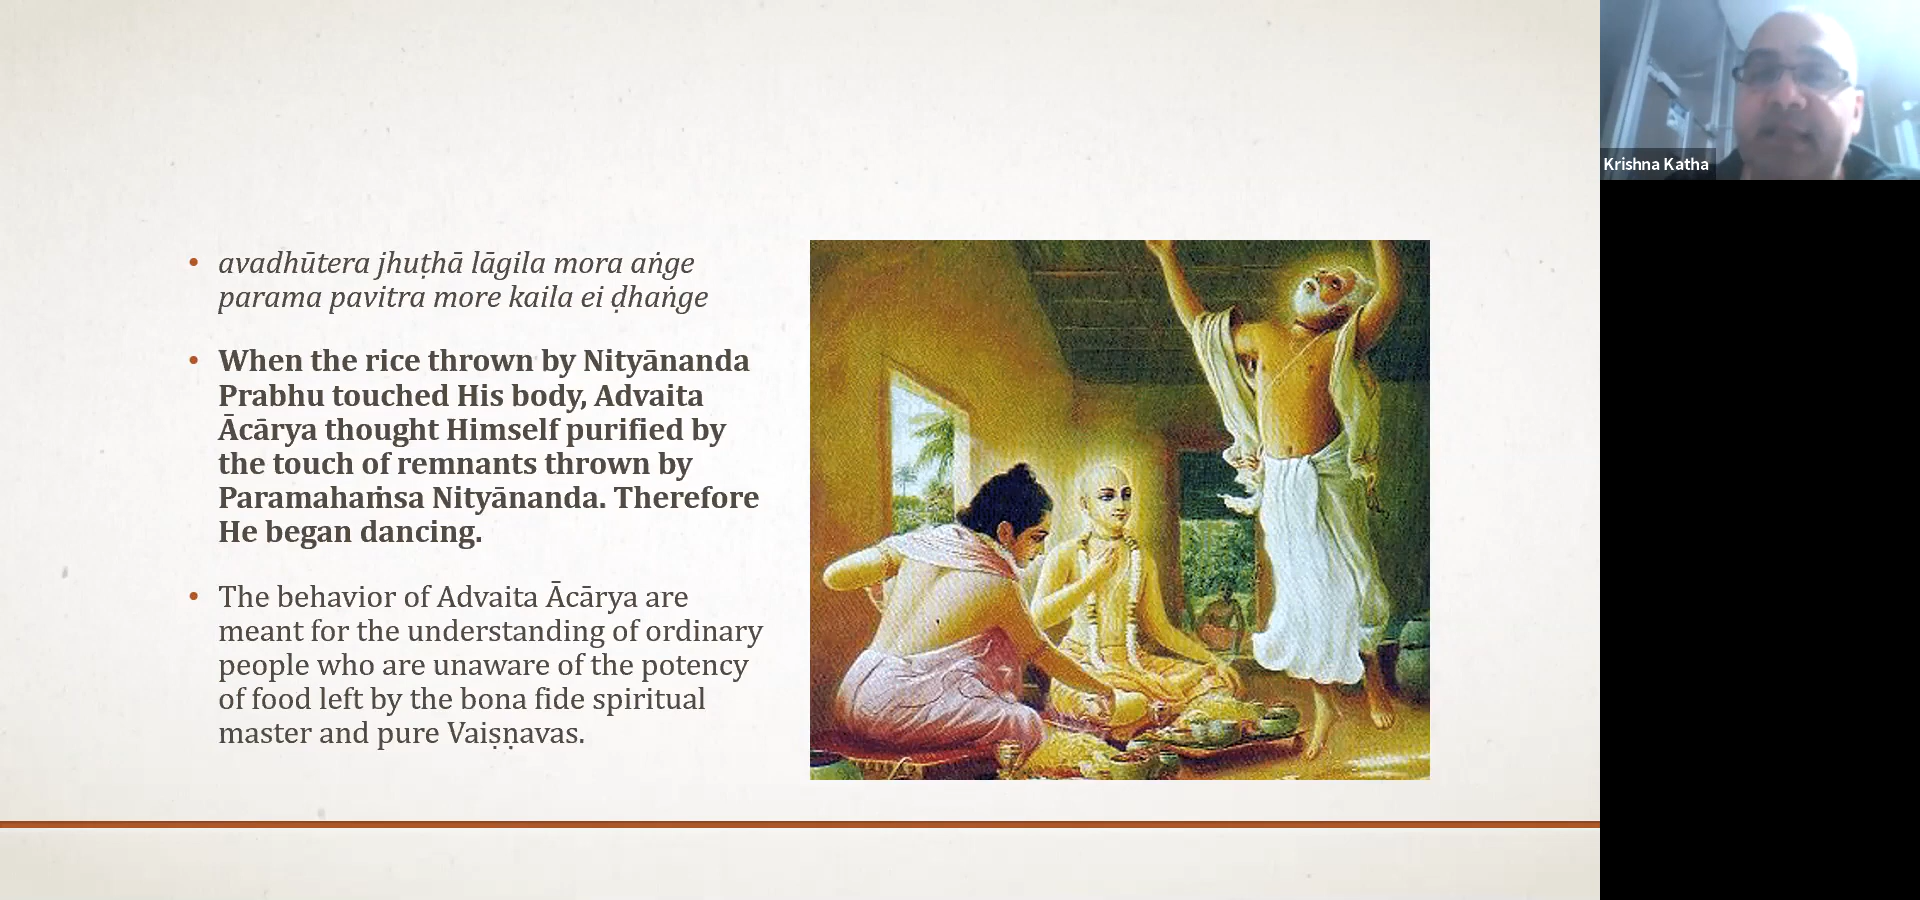 avadhūtera jhuṭhā lāgila mora aṅge
parama pavitra more kaila ei ḍhaṅge
When the rice thrown by Nityānanda
Prabhu touched His body, Advaita
Ācārya thought Himself purified by
the touch of remnants thrown by
Paramahaṁsa Nityānanda. Therefore
He began dancing.
The behavior of Advaita Ācārya are
meant for the understanding of ordinary
people who are unaware of the potency
of food left by the bona fide spiritual
master and pure Vaiṣṇavas.
Krishna Katha